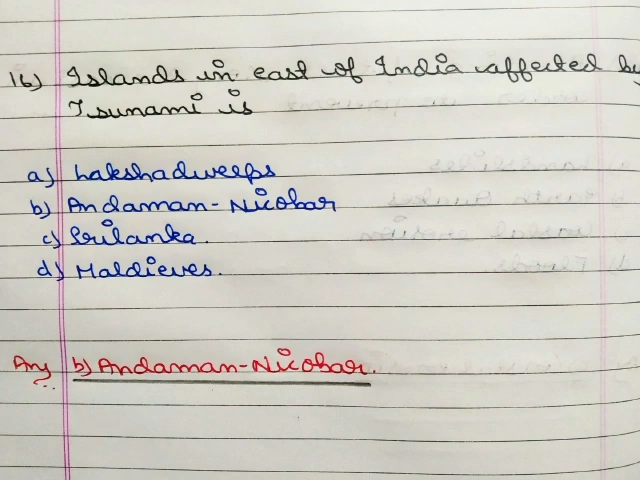 16) Islands in east of India affected by
Tsunami is
a) Lakshadweeps
b) Andaman-Nicobar
c) Srilanka.
d) Maldieves.
Ans b) Andaman-Nicobar.